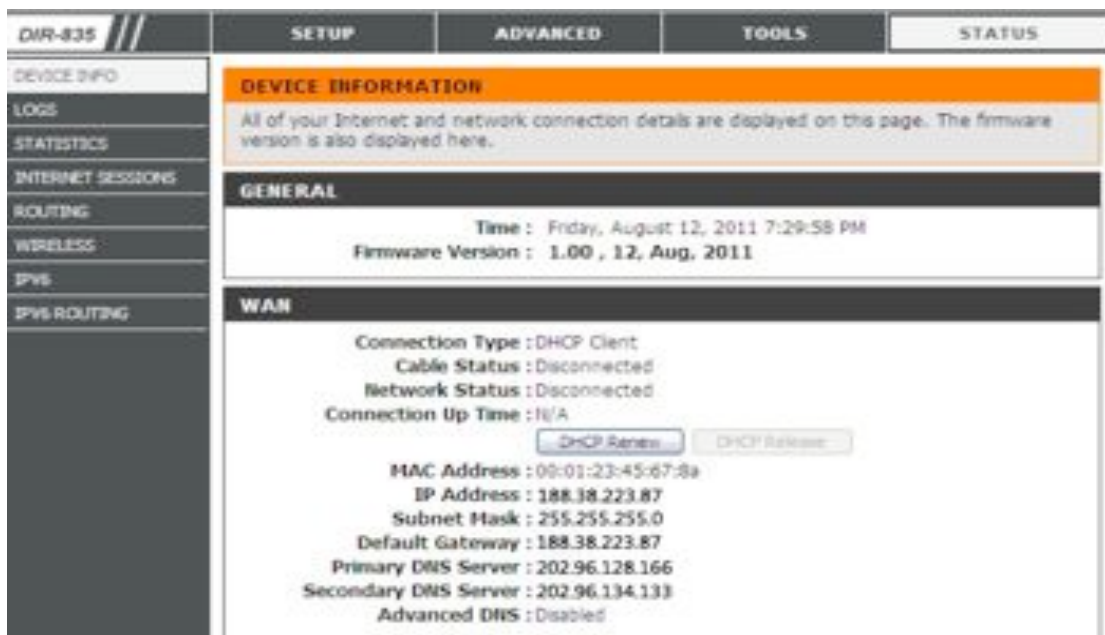 DIR-835
SETUP
ADVANCED
TOOLS
STATUS
DEVICE INFO
LOGS
STATISTICS
INTERNET SESSIONS
ROUTING
WIRELESS
IPV6
IPV6 ROUTING
DEVICE INFORMATION
All of your Internet and network connection details are displayed on this page. The firmware
version is also displayed here.
GENERAL
Time : Friday, August 12, 2011 7:29:58 PM
Firmware Version : 1.00 , 12, Aug, 2011
WAN
Connection Type : DHCP Client
Cable Status : Disconnected
Network Status : Disconnected
Connection Up Time : N/A
DHCP Renew DHCP Release
MAC Address : 00:01:23:45:67:8a
IP Address : 188.38.223.87
Subnet Mask : 255.255.255.0
Default Gateway : 188.38.223.87
Primary DNS Server : 202.96.128.166
Secondary DNS Server : 202.96.134.133
Advanced DNS : Disabled